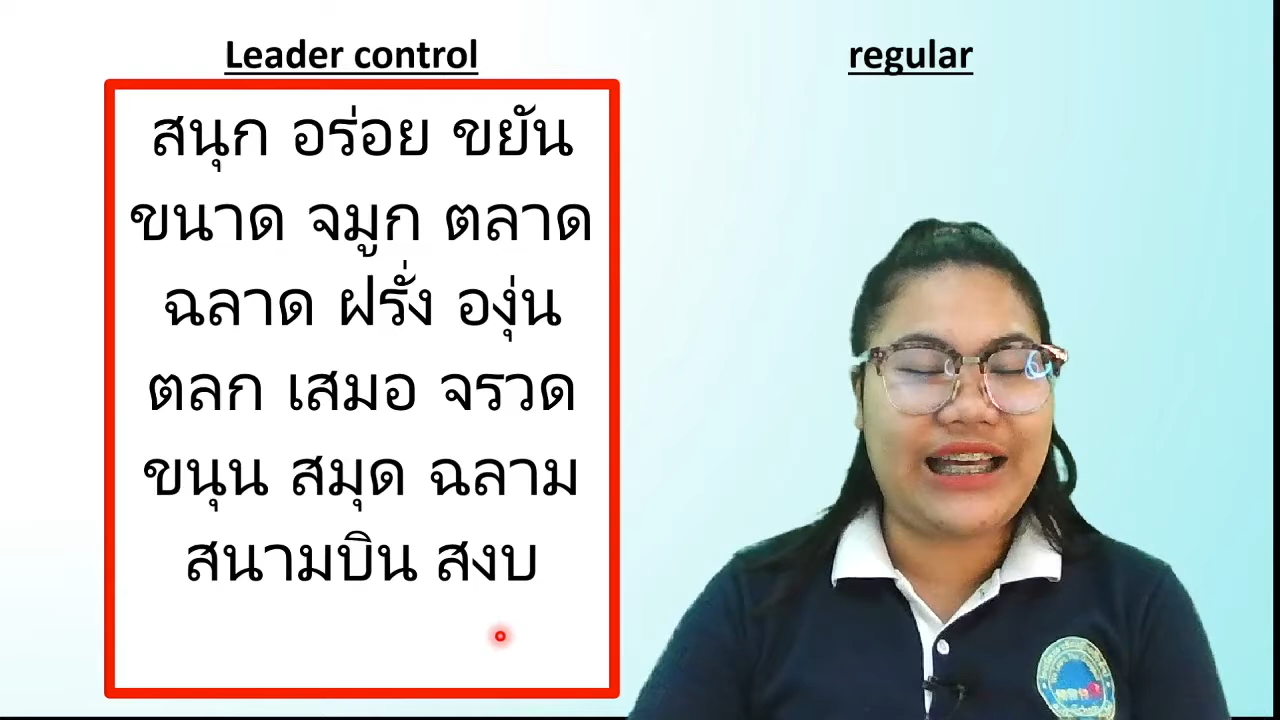 Leader control
regular
สนุก อร่อย ขยัน
ขนาด จมูก ตลาด
ฉลาด ฝรั่ง องุ่น
ตลก เสมอ จรวด
ขนุน สมุด ฉลาม
สนามบิน สงบ